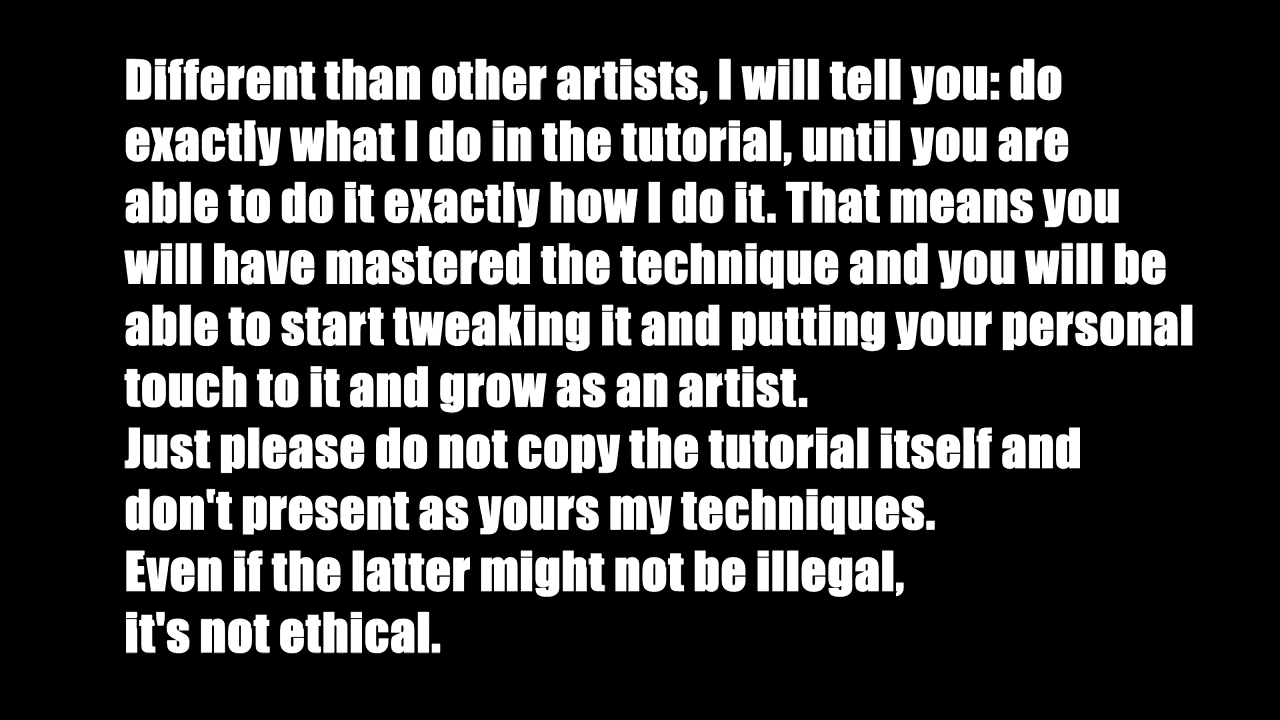 Different than other artists, I will tell you: do
exactly what I do in the tutorial, until you are
able to do it exactly how I do it. That means you
will have mastered the technique and you will be
able to start tweaking it and putting your personal
touch to it and grow as an artist.
Just please do not copy the tutorial itself and
don't present as yours my techniques.
Even if the latter might not be illegal,
it's not ethical.